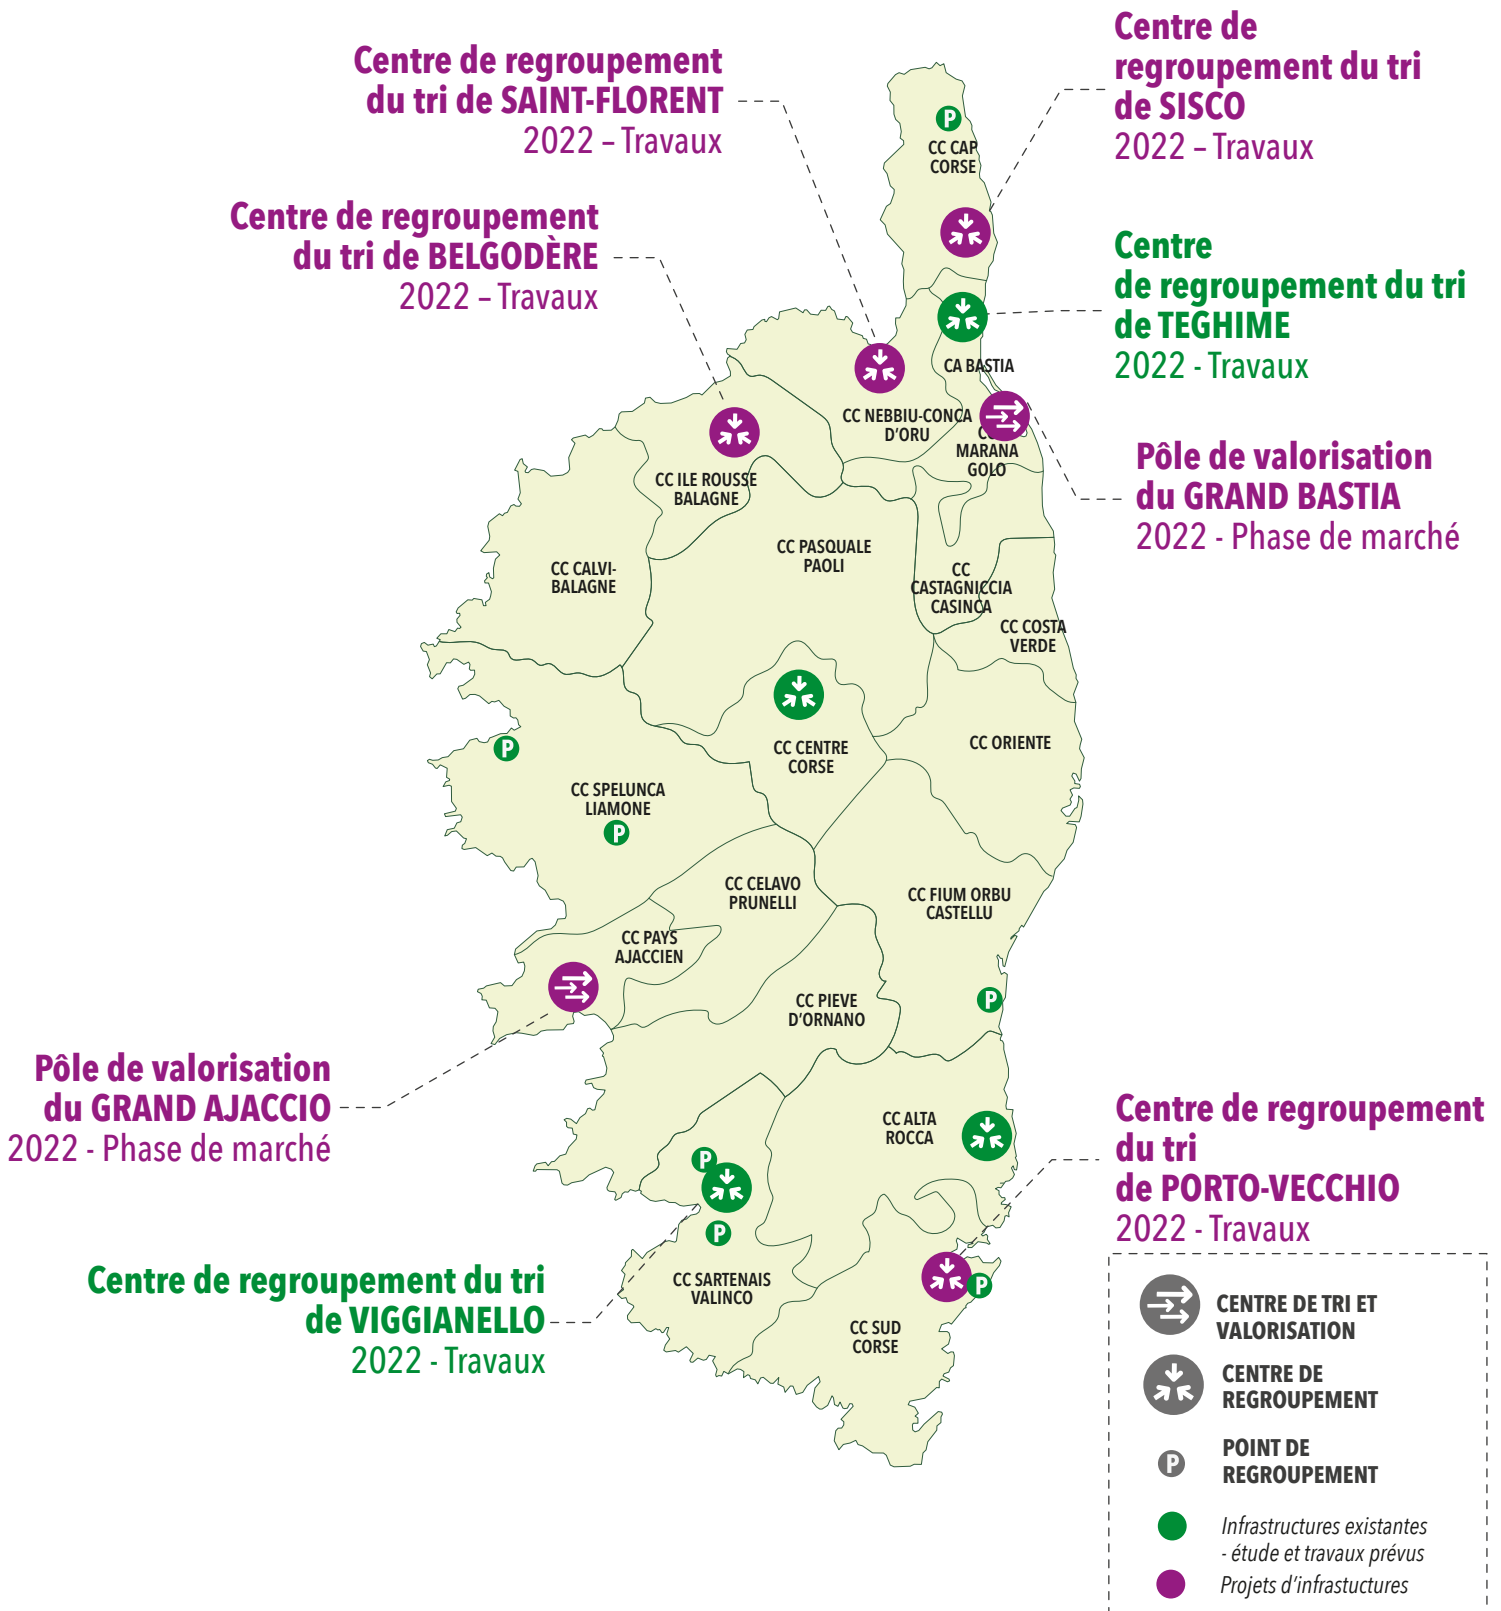 Centre de regroupement
du tri de SAINT-FLORENT
2022 – Travaux
Centre de
regroupement du tri
de SISCO
2022 – Travaux
Centre de regroupement
du tri de BELGODÈRE
2022 – Travaux
Centre
de regroupement du tri
de TEGHIME
2022 - Travaux
Pôle de valorisation
du GRAND BASTIA
2022 - Phase de marché
P
CC CAP
CORSE
CA BASTIA
CC NEBBIU-CONCA
D'ORU
MARANA
GOLO
CC ILE ROUSSE
BALAGNE
CC PASQUALE
PAOLI
CC CALVI-
BALAGNE
CC
CASTAGNICCIA
CASINCA
CC COSTA
VERDE
CC CENTRE
CORSE
CC ORIENTE
P
CC SPELUNCA
LIAMONE
P
CC CELAVO
PRUNELLI
CC FIUM ORBU
CASTELLU
CC PAYS
AJACCIEN
CC PIEVE
D'ORNANO
P
Pôle de valorisation
du GRAND AJACCIO
2022 - Phase de marché
CC ALTA
ROCCA
P
P
Centre de regroupement
du tri
de PORTO-VECCHIO
2022 - Travaux
Centre de regroupement du tri
de VIGGIANELLO
2022 - Travaux
CC SARTENAIS
VALINCO
P
CC SUD
CORSE
CENTRE DE TRI ET
VALORISATION
CENTRE DE
REGROUPEMENT
P
POINT DE
REGROUPEMENT
Infrastructures existantes
- étude et travaux prévus
Projets d'infrastuctures